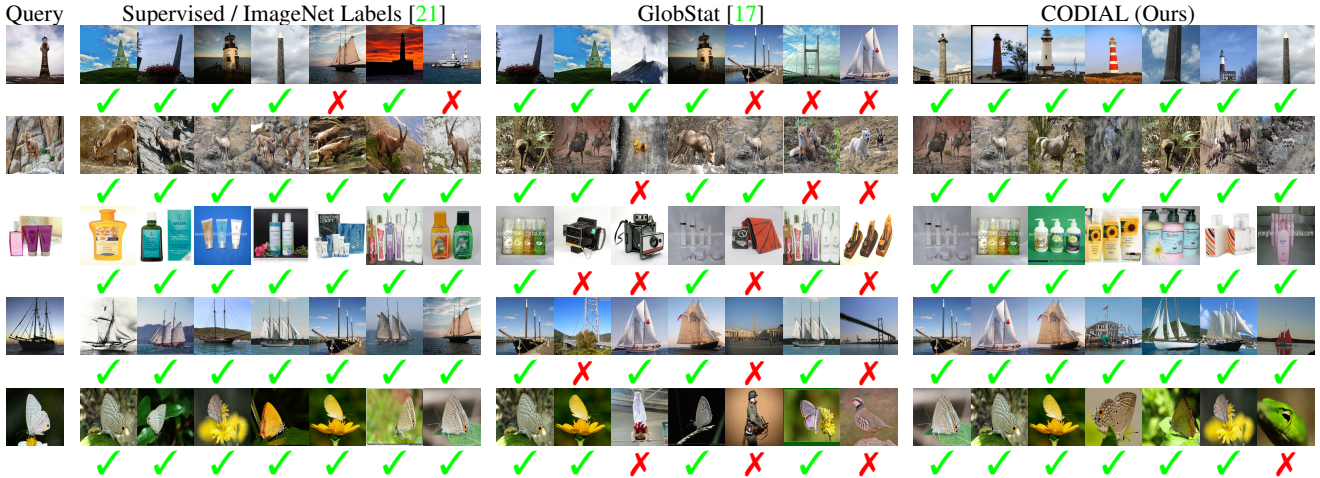 Query Supervised / ImageNet Labels [21] GlobStat [17] CODIAL (Ours)